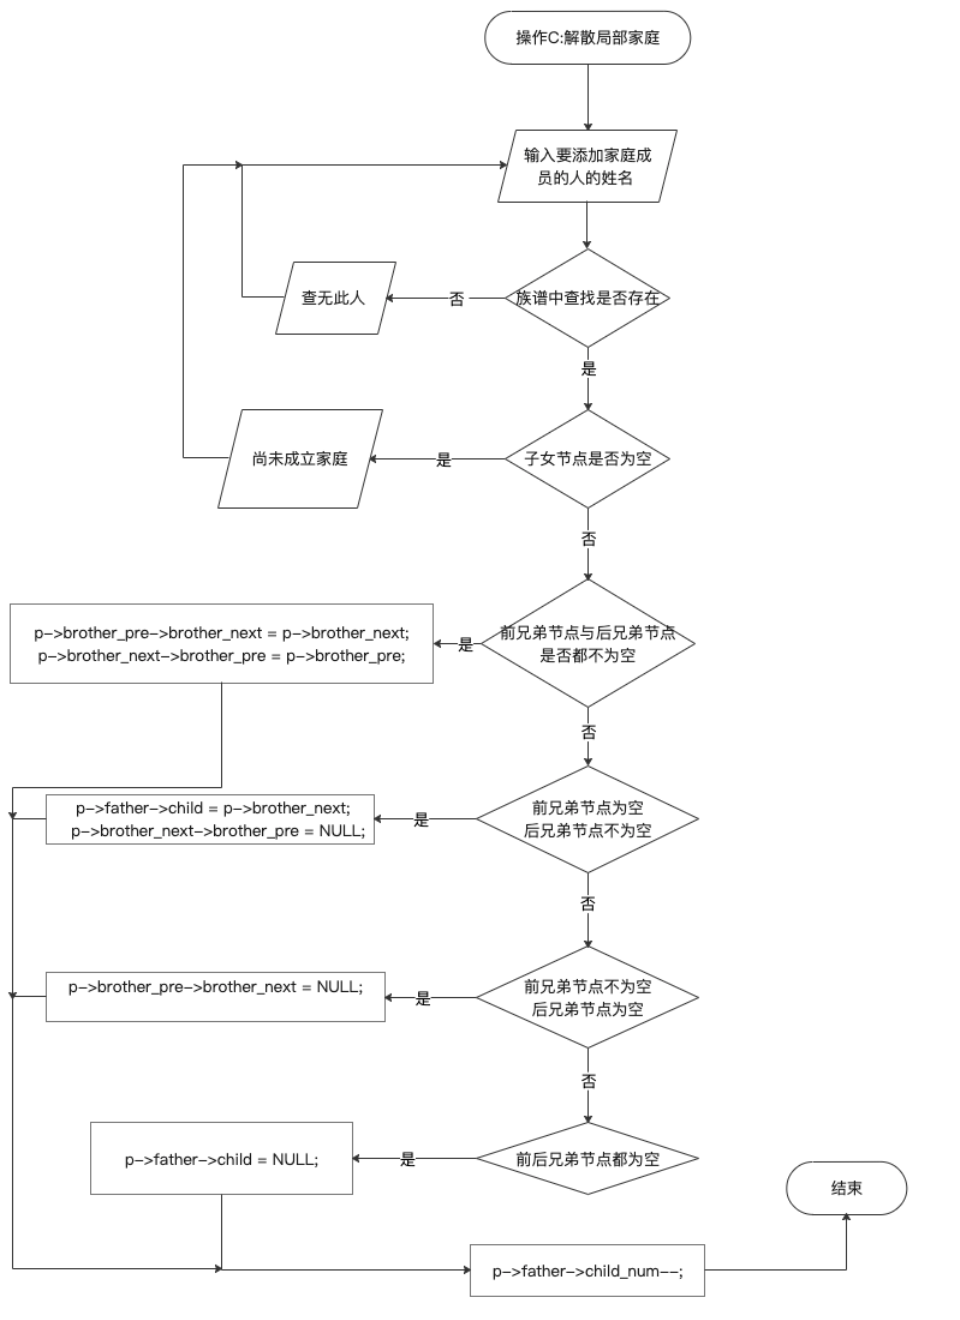 操作C:解散局部家庭
输入要添加家庭成
员的人的姓名
查无此人
否
族谱中查找是否存在
是
尚未成立家庭
是
子女节点是否为空
否
p->brother_pre->brother_next = p->brother_next;
p->brother_next->brother_pre = p->brother_pre;
是
前兄弟节点与后兄弟节点
是否都不为空
否
p->father->child = p->brother_next;
p->brother_next->brother_pre = NULL;
是
前兄弟节点为空
后兄弟节点不为空
否
p->brother_pre->brother_next = NULL;
是
前兄弟节点不为空
后兄弟节点为空
否
p->father->child = NULL;
是
前后兄弟节点都为空
结束
p->father->child_num--;